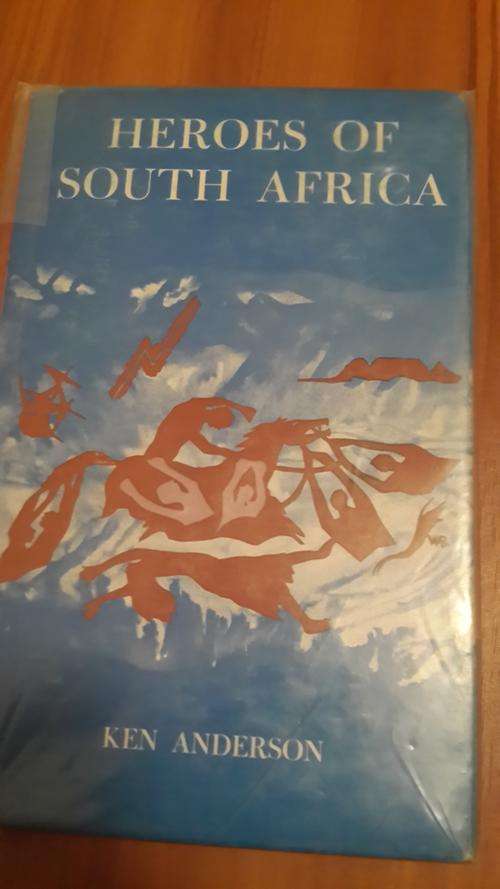 HEROES OF
SOUTH AFRICA
KEN ANDERSON